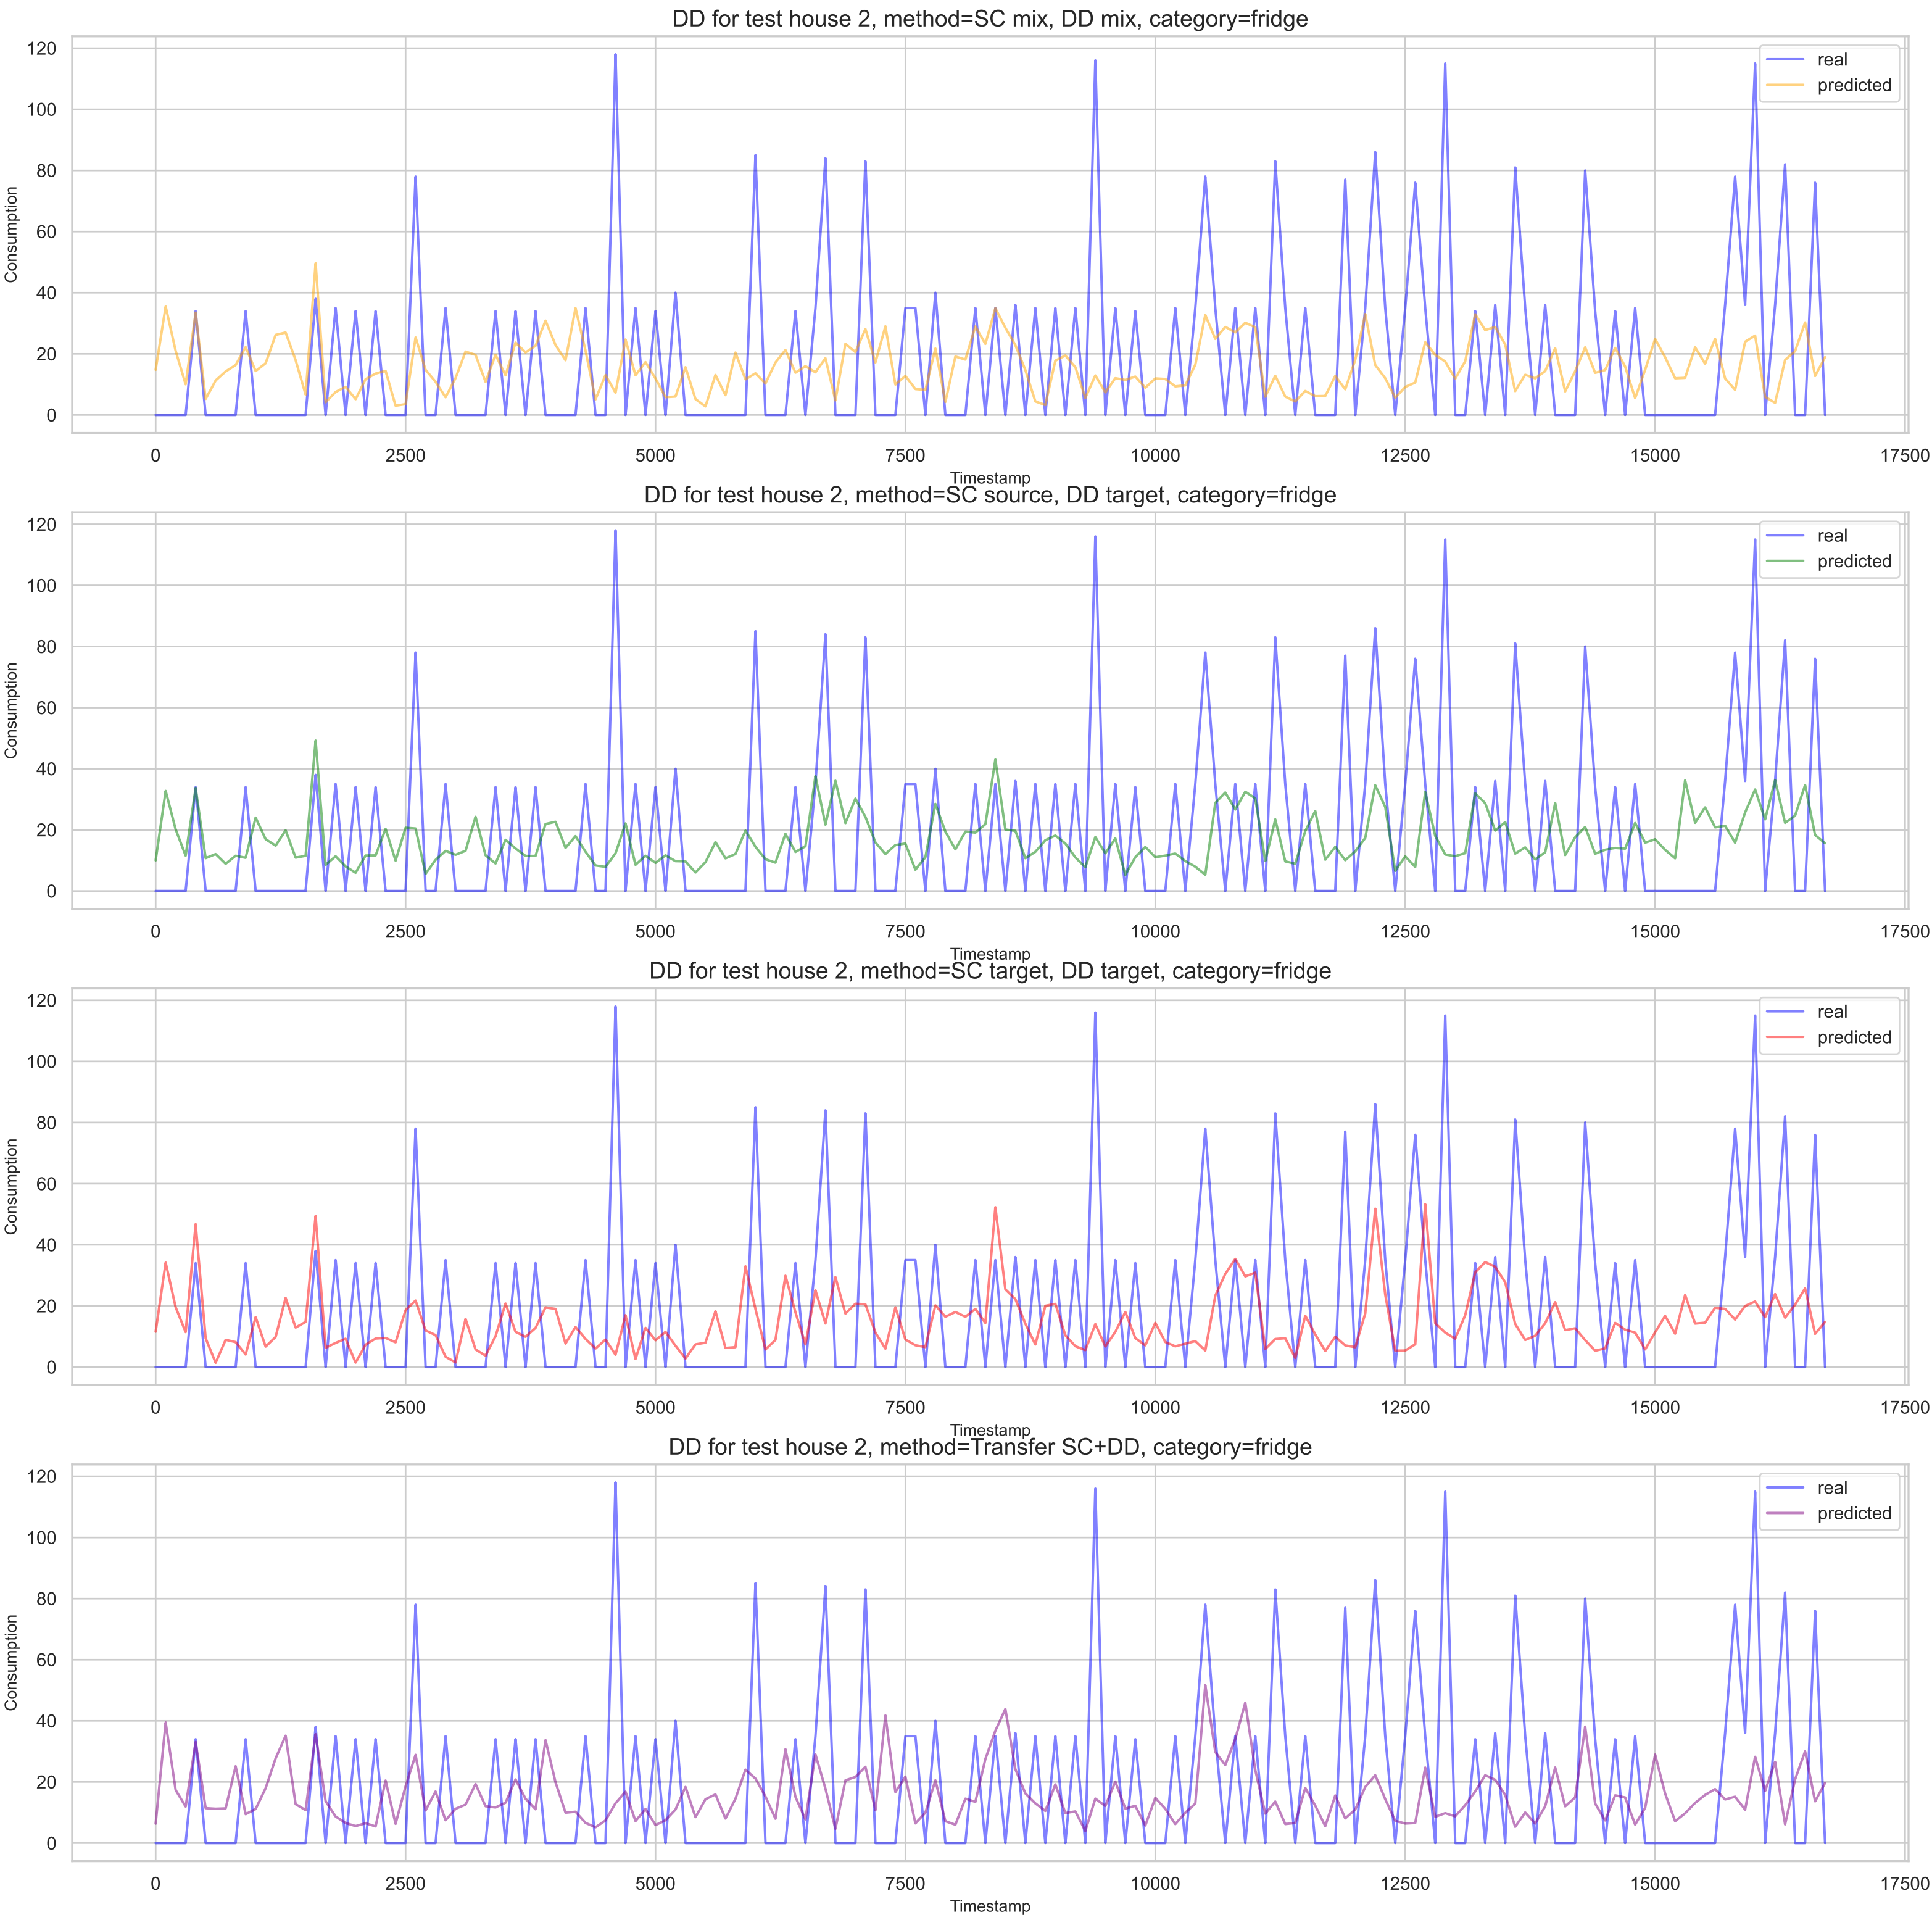 DD for test house 2, method=SC mix, DD mix, category=fridge
120
100
80
60
40
20
0
Consumption
real
predicted
0 2500 5000 7500 10000 12500 15000 17500
Timestamp
DD for test house 2, method=SC source, DD target, category=fridge
120
100
80
60
40
20
0
Consumption
real
predicted
0 2500 5000 7500 10000 12500 15000 17500
Timestamp
DD for test house 2, method=SC target, DD target, category=fridge
120
100
80
60
40
20
0
Consumption
real
predicted
0 2500 5000 7500 10000 12500 15000 17500
Timestamp
DD for test house 2, method=Transfer SC+DD, category=fridge
120
100
80
60
40
20
0
Consumption
real
predicted
0 2500 5000 7500 10000 12500 15000 17500
Timestamp